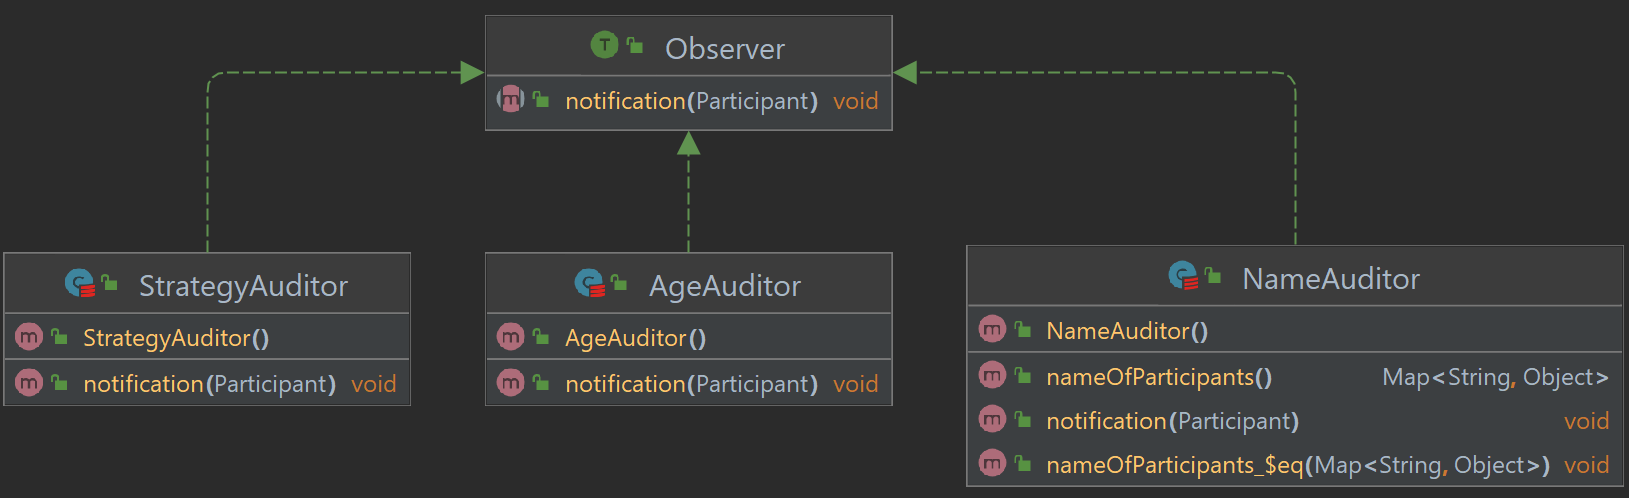 T Observer
m notification(Participant) void
C StrategyAuditor
m StrategyAuditor()
m notification(Participant) void
C AgeAuditor
m AgeAuditor()
m notification(Participant) void
C NameAuditor
m NameAuditor()
m nameOfParticipants() Map<String, Object>
m notification(Participant) void
m nameOfParticipants_$eq(Map<String, Object>) void